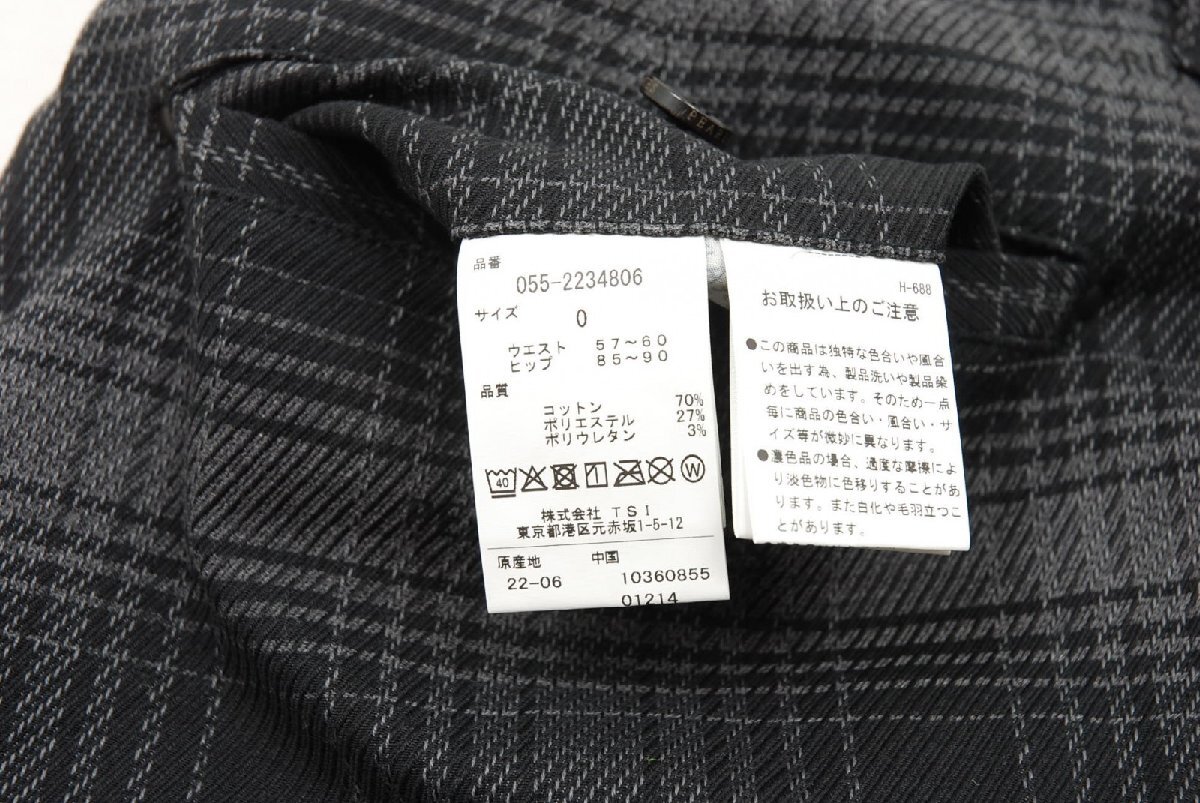 品番
055-2234806
サイズ
0
ウエスト 57～60
ヒップ 85～90
品質
コットン 70%
ポリエステル 27%
ポリウレタン 3%
40 W
株式会社 TSI
東京都港区元赤坂1-5-12
原産地 中国
22-06 10360855
01214
H-688
お取扱い上のご注意
●この商品は独特な色合いや風合
いを出す為、製品洗いや製品染
めをしています。そのため一点
毎に商品の色合い・風合い・サ
イズ等が微妙に異なります。
●濃色品の場合、過度な摩擦によ
り淡色物に色移りすることがあ
ります。また白化や毛羽立つこ
とがあります。